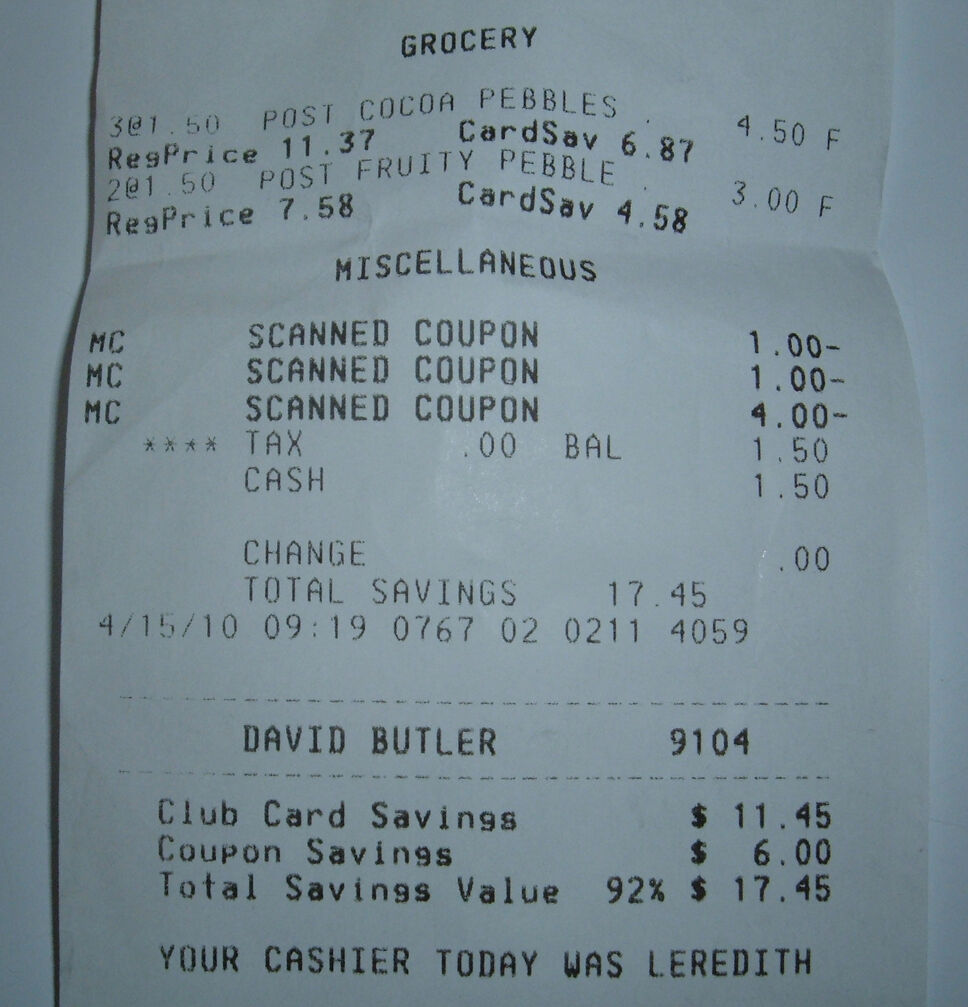 GROCERY
3@1.50 POST COCOA PEBBLES 4.50 F
RegPrice 11.37 CardSav 6.87
2@1.50 POST FRUITY PEBBLE 3.00 F
RegPrice 7.58 CardSav 4.58
MISCELLANEOUS
MC SCANNED COUPON 1.00-
MC SCANNED COUPON 1.00-
MC SCANNED COUPON 4.00-
**** TAX .00 BAL 1.50
CASH 1.50
CHANGE .00
TOTAL SAVINGS 17.45
4/15/10 09:19 0767 02 0211 4059
DAVID BUTLER 9104
Club Card Savings $ 11.45
Coupon Savings $ 6.00
Total Savings Value 92% $ 17.45
YOUR CASHIER TODAY WAS LEREDITH